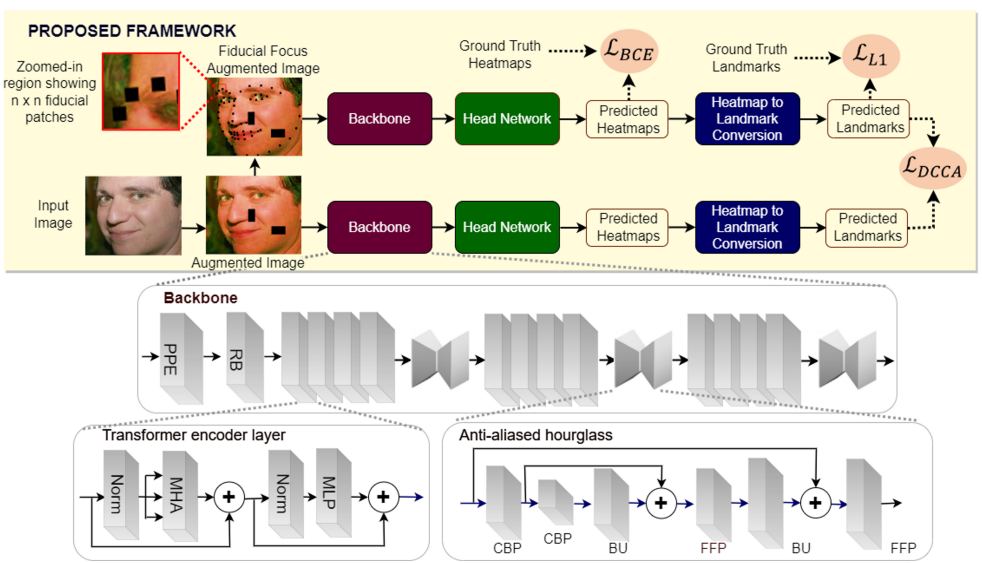 PROPOSED FRAMEWORK
Zoomed-in
region showing
n x n fiducial
patches
Fiducial Focus
Augmented Image
Ground Truth
Heatmaps
ℒBCE
Ground Truth
Landmarks
ℒL1
Backbone
Head Network
Predicted
Heatmaps
Heatmap to
Landmark
Conversion
Predicted
Landmarks
ℒDCCA
Input
Image
Augmented Image
Backbone
Head Network
Predicted
Heatmaps
Heatmap to
Landmark
Conversion
Predicted
Landmarks
Backbone
PPE
RB
Transformer encoder layer
Norm
MHA
+
Norm
MLP
+
Anti-aliased hourglass
CBP
CBP
BU
+
FFP
BU
+
FFP